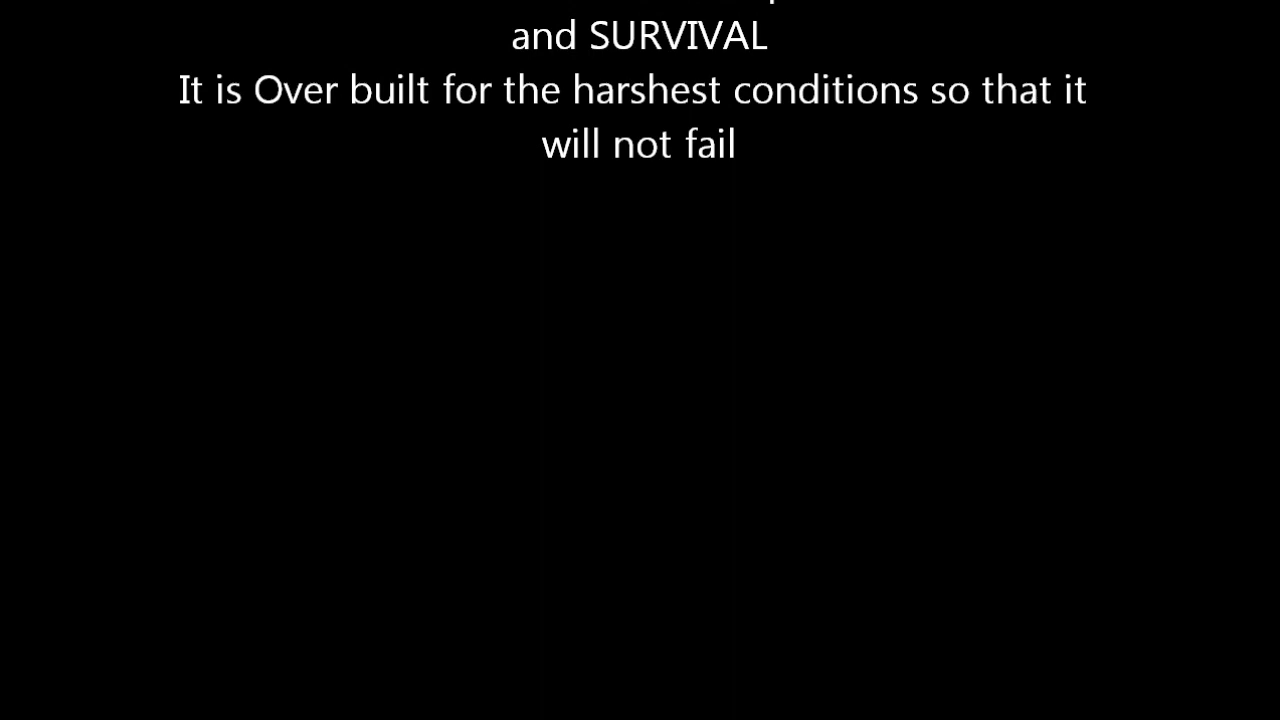 and SURVIVAL
It is Over built for the harshest conditions so that it
will not fail